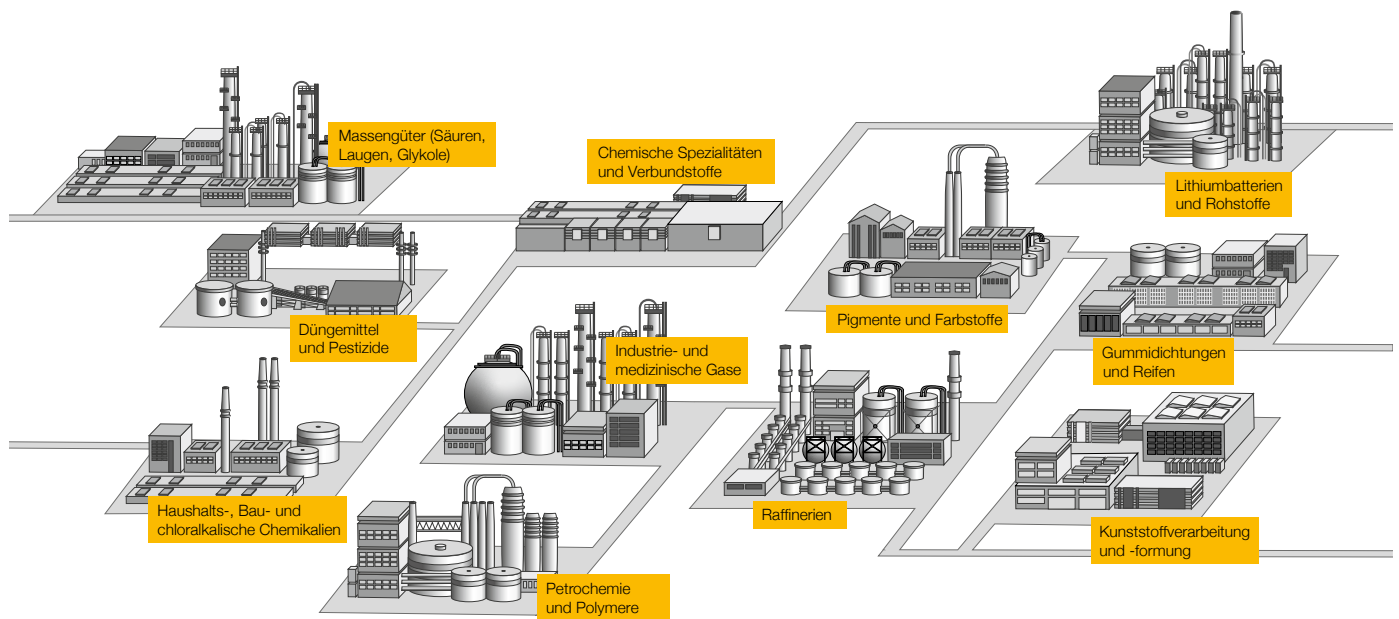 Massengüter (Säuren,
Laugen, Glykole)
Chemische Spezialitäten
und Verbundstoffe
Lithiumbatterien
und Rohstoffe
Düngemittel
und Pestizide
Industrie- und
medizinische Gase
Pigmente und Farbstoffe
Gummidichtungen
und Reifen
Haushalts-, Bau- und
chloralkalische Chemikalien
Raffinerien
Kunststoffverarbeitung
und -formung
Petrochemie
und Polymere